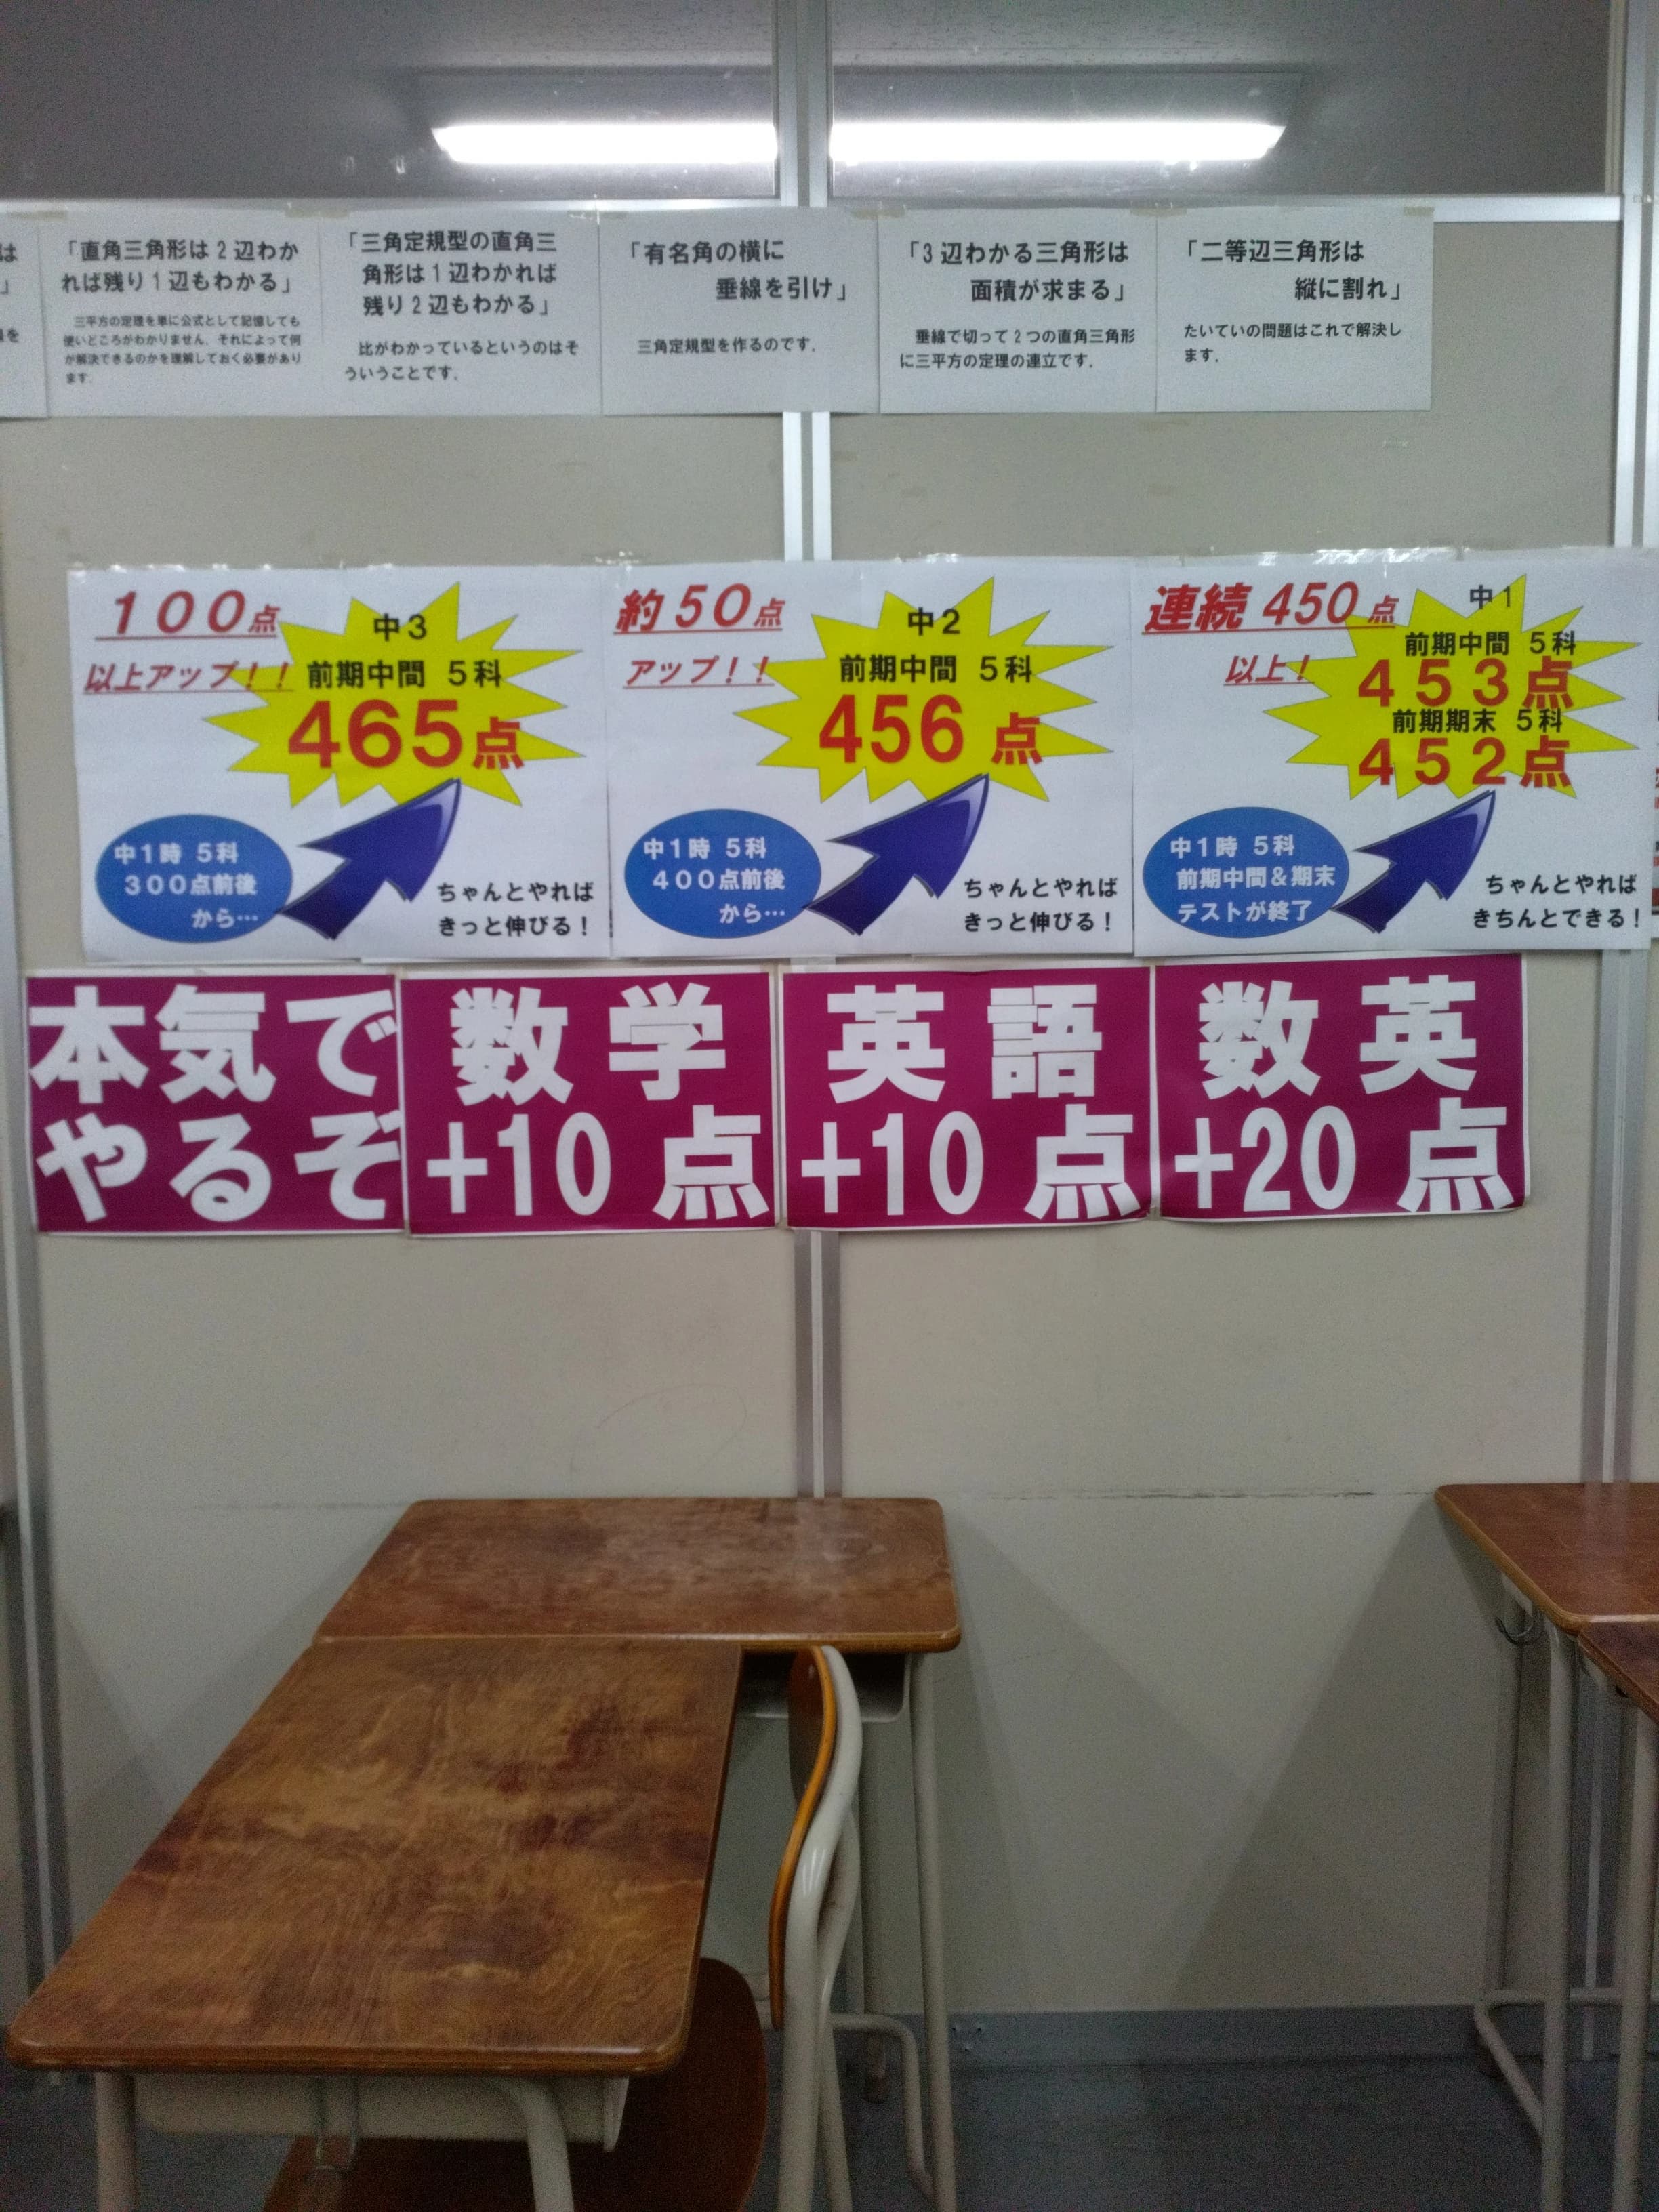 は
」
を
「直角三角形は2辺わか
れば残り1辺もわかる」
三平方の定理を単に公式として記憶しても
使いどころがわかりません。それによって何
が解決できるのかを理解しておく必要があり
ます。
「三角定規型の直角三
角形は1辺わかれば
残り2辺もわかる」
比がわかっているというのはそ
ういうことです。
「有名角の横に
垂線を引け」
三角定規型を作るのです。
「3辺わかる三角形は
面積が求まる」
垂線で切って2つの直角三角形
に三平方の定理の連立です。
「二等辺三角形は
縦に割れ」
たいていの問題はこれで解決し
ます。
100点
以上アップ！！
中3
前期中間 5科
465点
中1時 5科
300点前後
から…
ちゃんとやれば
きっと伸びる！
約50点
アップ！！
中2
前期中間 5科
456点
中1時 5科
400点前後
から…
ちゃんとやれば
きっと伸びる！
連続450点
以上！
中1
前期中間 5科
453点
前期期末 5科
452点
中1時 5科
前期中間＆期末
テストが終了
ちゃんとやれば
きちんとできる！
本気で
やるぞ
数学
+10点
英語
+10点
数英
+20点